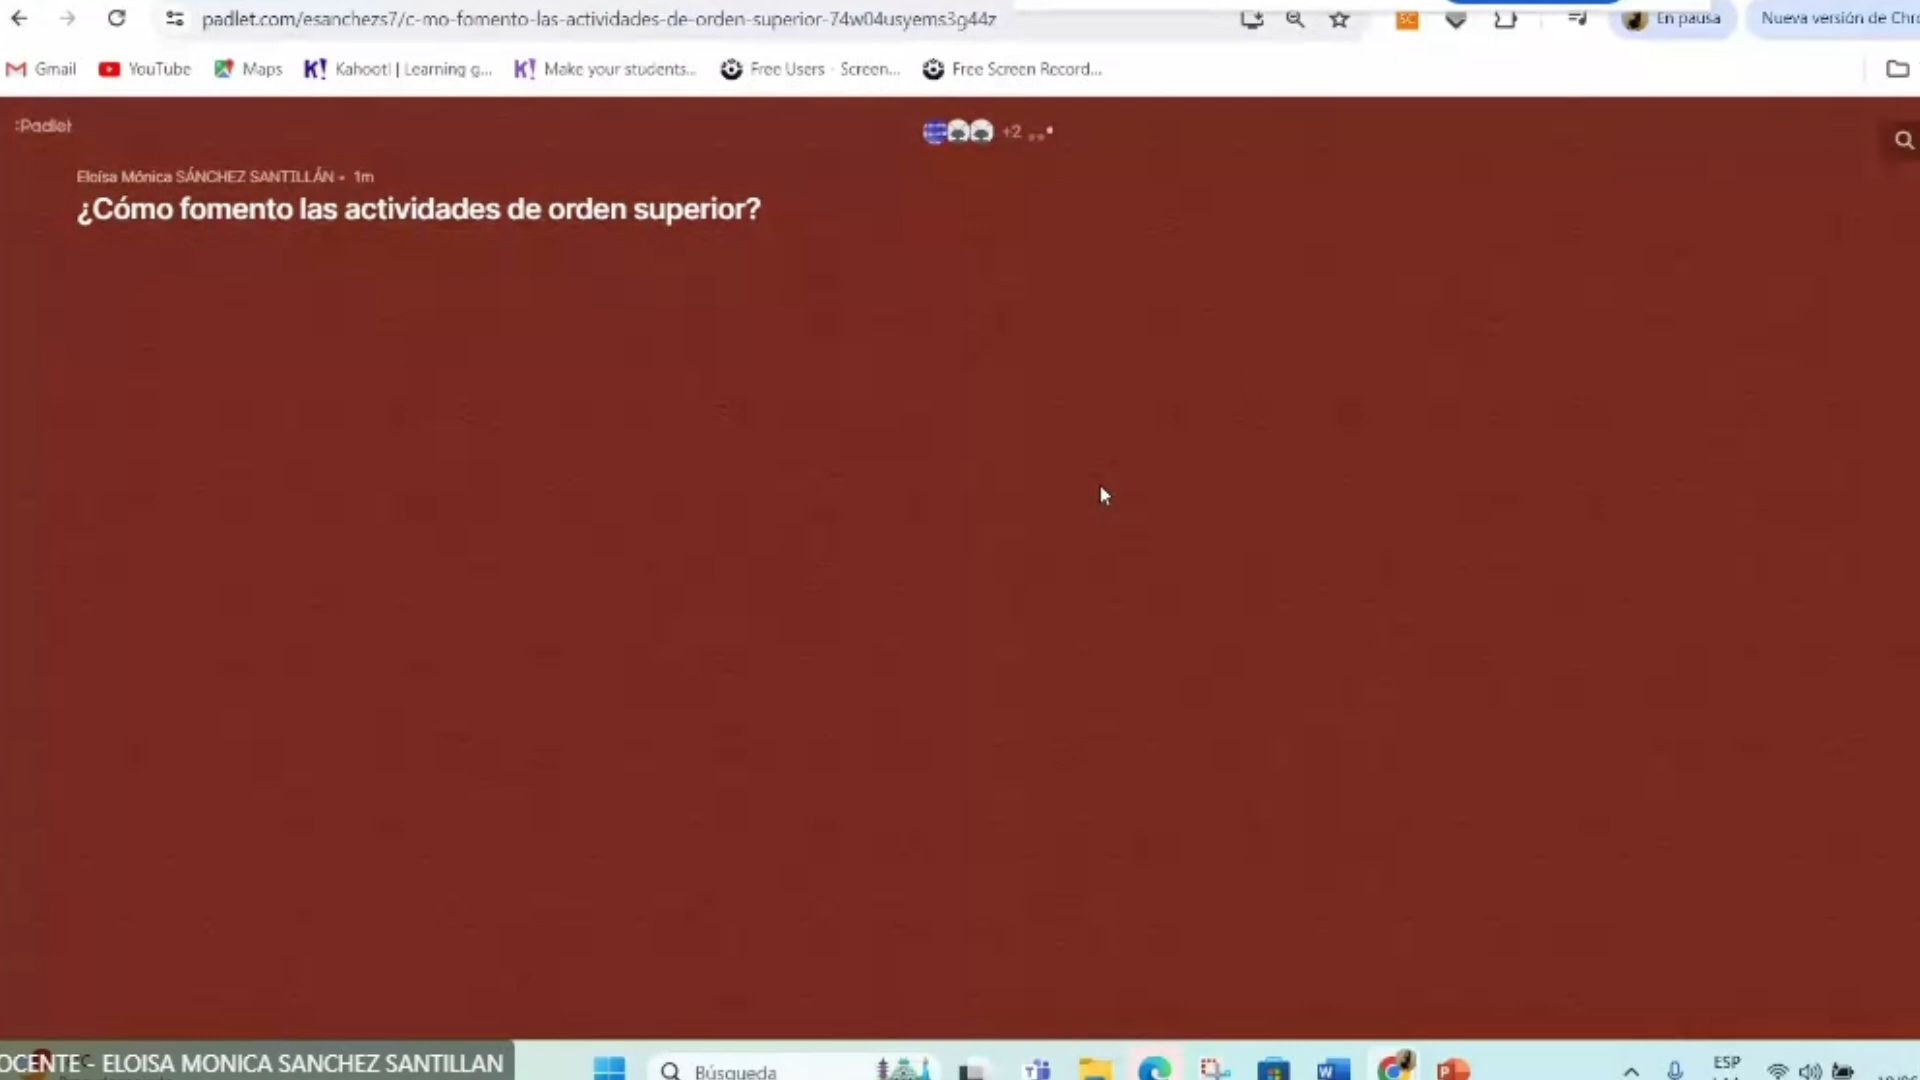 padlet.com/esanchezs7/c-mo-fomento-las-actividades-de-orden-superior-74w04usyems3g44z
En pausa
Nueva versión de Chro
Gmail
YouTube
Maps
Kahoot! | Learning g...
Make your students...
Free Users - Screen...
Free Screen Record...
:Padlet
+2
Eloísa Mónica SÁNCHEZ SANTILLÁN • 1m
¿Cómo fomento las actividades de orden superior?
OCENTE - ELOISA MONICA SANCHEZ SANTILLAN
Búsqueda
ESP